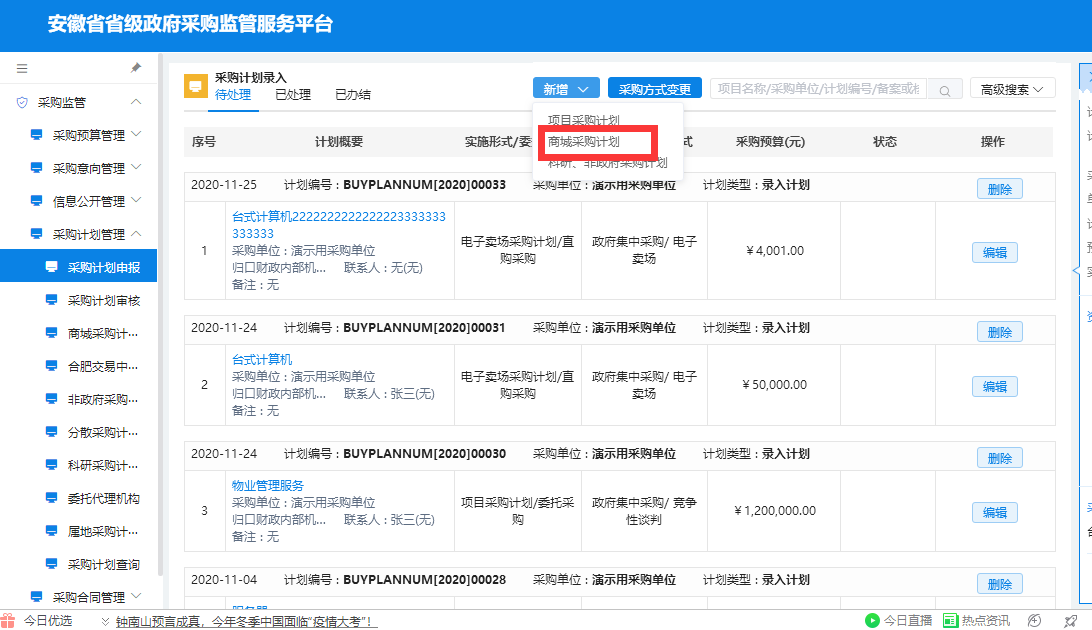 安徽省省级政府采购监管服务平台
采购监管
采购预算管理
采购意向管理
信息公开管理
采购计划管理
采购计划申报
采购计划审核
商城采购计···
合肥交易中···
非政府采购···
分散采购计···
科研采购计···
委托代理机构
属地采购计···
采购计划查询
采购合同管理
采购计划录入
待处理 已处理 已办结
新增 采购方式变更 项目名称/采购单位/计划编号/备案或 高级搜索
项目采购计划
商城采购计划
科研、非政府采购计划
序号 计划概要 实施形式/委 式 采购预算(元) 状态 操作
2020-11-25 计划编号：BUYPLANNUM[2020]00033 采购单位：演示用采购单位 计划类型：录入计划 删除
1
台式计算机2222222222222223333333
333333
采购单位：演示用采购单位
归口财政内部机... 联系人：无(无)
备注：无
电子卖场采购计划/直
购采购
政府集中采购/ 电子
卖场
￥4,001.00
编辑
2020-11-24 计划编号：BUYPLANNUM[2020]00031 采购单位：演示用采购单位 计划类型：录入计划 删除
2
台式计算机
采购单位：演示用采购单位
归口财政内部机... 联系人：张三(无)
备注：无
电子卖场采购计划/直
购采购
政府集中采购/ 电子
卖场
￥50,000.00
编辑
2020-11-24 计划编号：BUYPLANNUM[2020]00030 采购单位：演示用采购单位 计划类型：录入计划 删除
3
物业管理服务
采购单位：演示用采购单位
归口财政内部机... 联系人：张三(无)
备注：无
项目采购计划/委托采
购
政府集中采购/ 竞争
性谈判
￥1,200,000.00
编辑
2020-11-04 计划编号：BUYPLANNUM[2020]00028 采购单位：演示用采购单位 计划类型：录入计划 删除
今日优选 钟南山预言成真，今年冬季中国面临“疫情大考”！ 今日直播 热点资讯